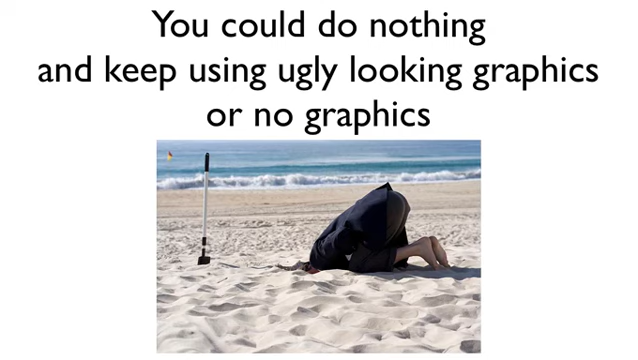 You could do nothing
and keep using ugly looking graphics
or no graphics